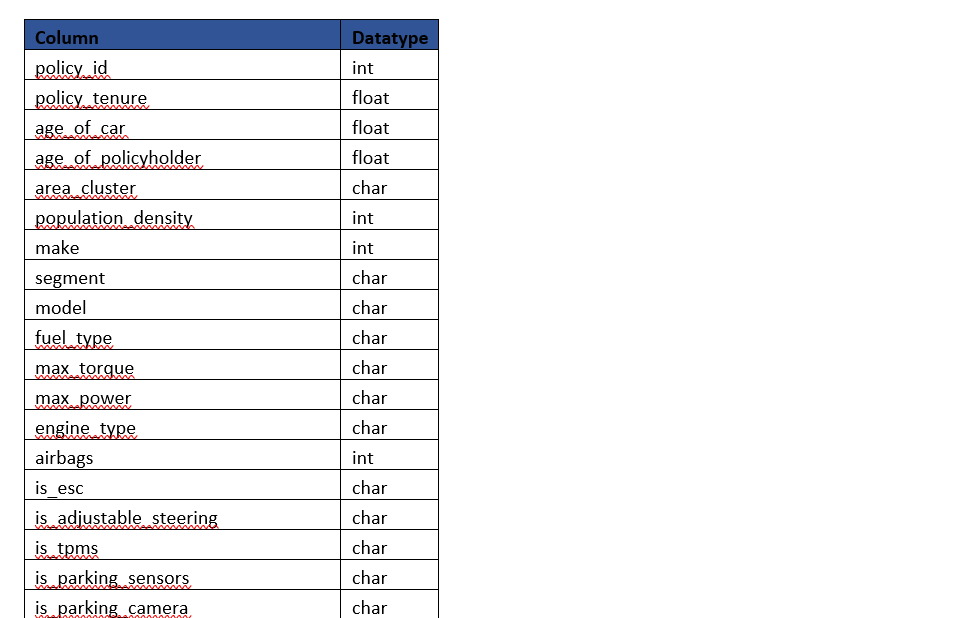 Column Datatype
policy_id int
policy_tenure float
age_of_car float
age_of_policyholder float
area_cluster char
population_density int
make int
segment char
model char
fuel_type char
max_torque char
max_power char
engine_type char
airbags int
is_esc char
is_adjustable_steering char
is_tpms char
is_parking_sensors char
is_parking_camera char